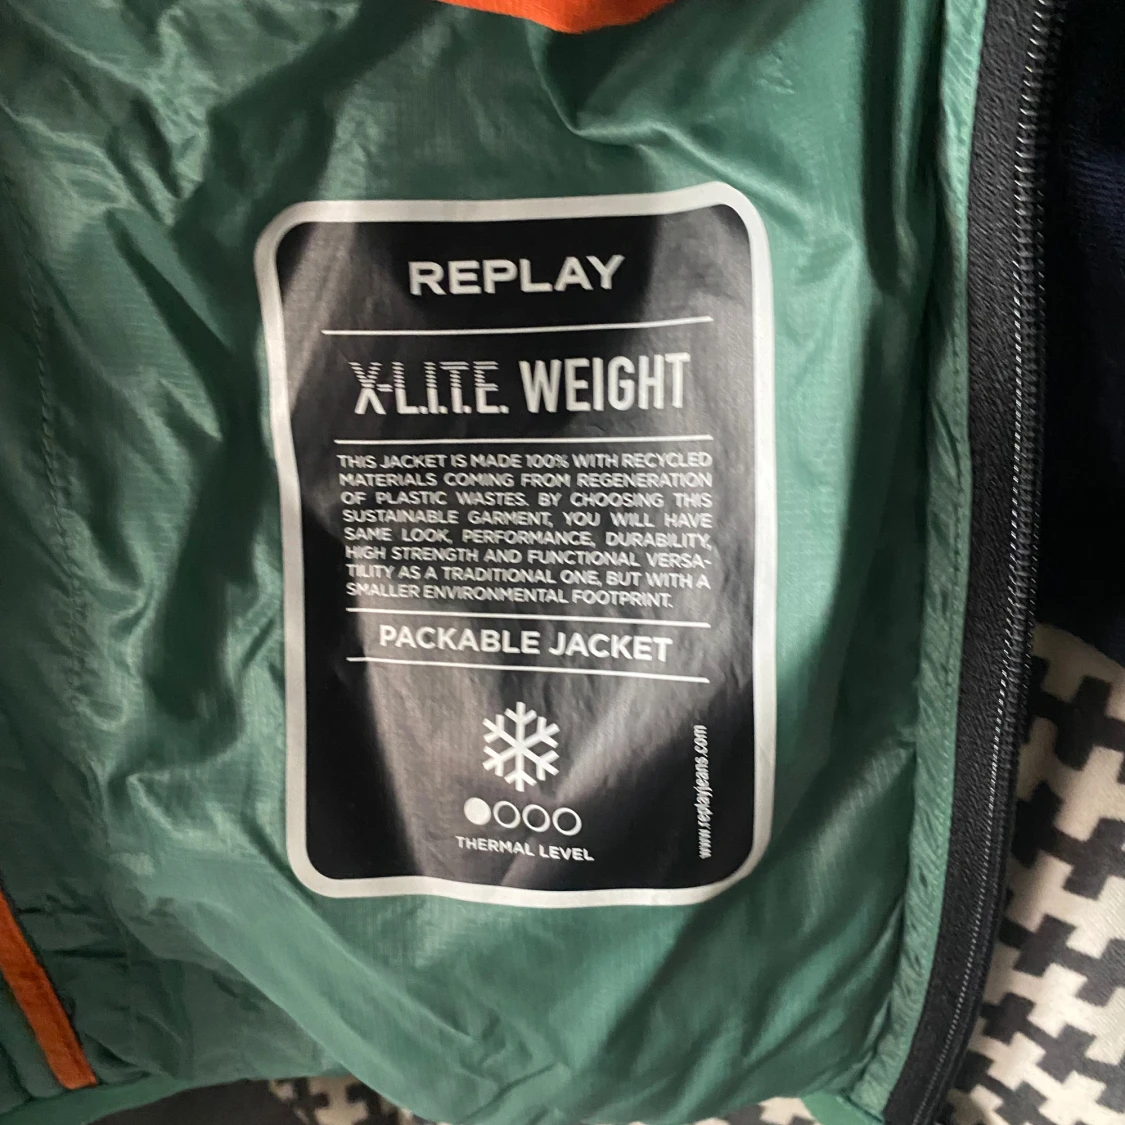 REPLAY
X-L.I.T.E. WEIGHT
THIS JACKET IS MADE 100% WITH RECYCLED
MATERIALS COMING FROM REGENERATION
OF PLASTIC WASTES. BY CHOOSING THIS
SUSTAINABLE GARMENT, YOU WILL HAVE
SAME LOOK, PERFORMANCE, DURABILITY,
HIGH STRENGTH AND FUNCTIONAL VERSA-
TILITY AS A TRADITIONAL ONE, BUT WITH A
SMALLER ENVIRONMENTAL FOOTPRINT.
PACKABLE JACKET
THERMAL LEVEL
www.replayjeans.com